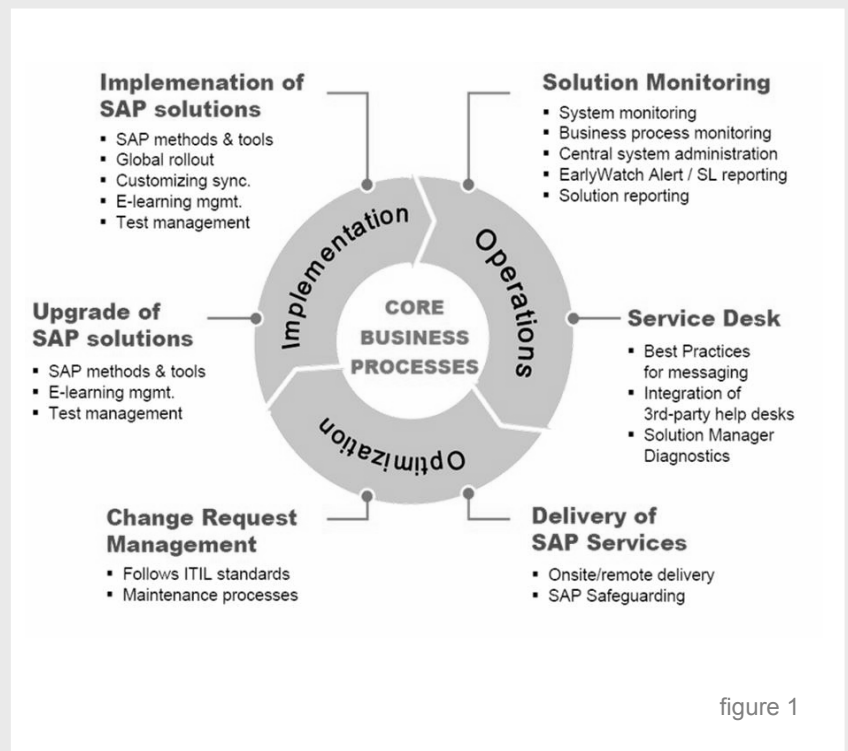 Implemenation of
SAP solutions
▪ SAP methods & tools
▪ Global rollout
▪ Customizing sync.
▪ E-learning mgmt.
▪ Test management
Solution Monitoring
▪ System monitoring
▪ Business process monitoring
▪ Central system administration
▪ EarlyWatch Alert / SL reporting
▪ Solution reporting
Implementation
Operations
CORE
BUSINESS
PROCESSES
Upgrade of
SAP solutions
▪ SAP methods & tools
▪ E-learning mgmt.
▪ Test management
Service Desk
▪ Best Practices
for messaging
▪ Integration of
3rd-party help desks
▪ Solution Manager
Diagnostics
Optimization
Change Request
Management
▪ Follows ITIL standards
▪ Maintenance processes
Delivery of
SAP Services
▪ Onsite/remote delivery
▪ SAP Safeguarding
figure 1